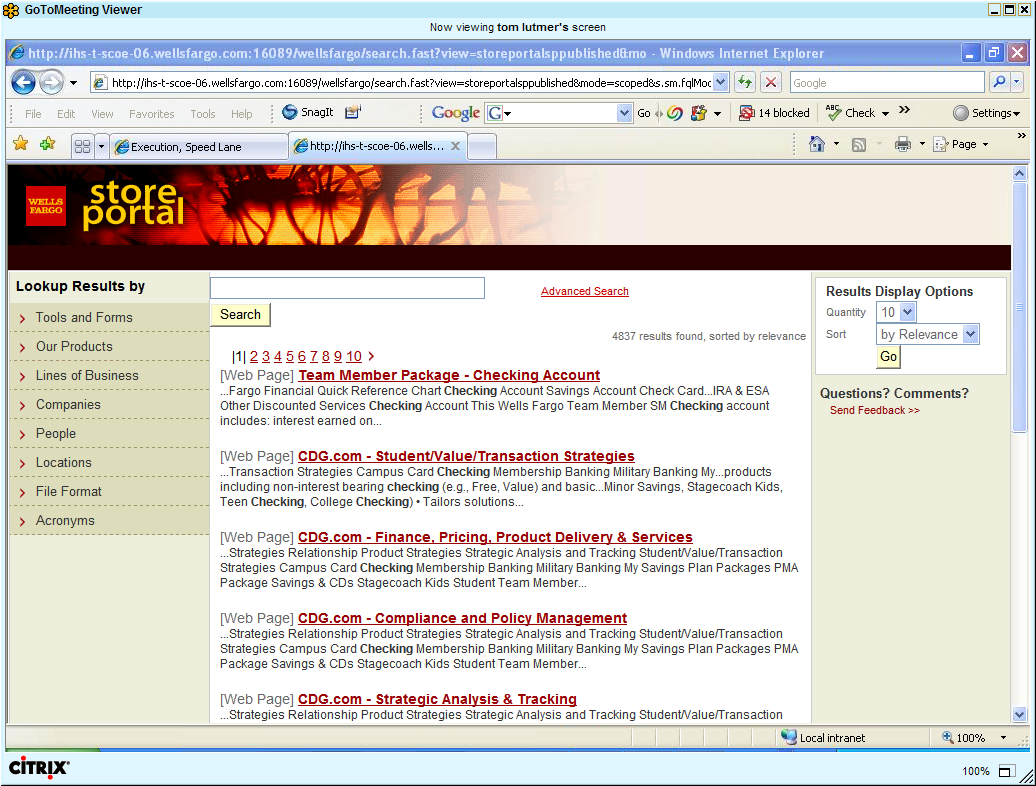 GoToMeeting Viewer
Now viewing tom lutmer's screen
http://ihs-t-scoe-06.wellsfargo.com:16089/wellsfargo/search.fast?view=storeportalsppublished&mo - Windows Internet Explorer
http://ihs-t-scoe-06.wellsfargo.com:16089/wellsfargo/search.fast?view=storeportalsppublished&mode=scoped&s.sm.fqlMoc
Google
File Edit View Favorites Tools Help
SnagIt
Google
G
Go
14 blocked
ABC
Check
»
Settings
Execution, Speed Lane
http://ihs-t-scoe-06.wells...
Page
»
WELLS
FARGO
store
portal
Lookup Results by
Tools and Forms
Our Products
Lines of Business
Companies
People
Locations
File Format
Acronyms
Advanced Search
Search
4837 results found, sorted by relevance
|1| 2 3 4 5 6 7 8 9 10 >
[Web Page] Team Member Package - Checking Account
...Fargo Financial Quick Reference Chart Checking Account Savings Account Check Card...IRA & ESA
Other Discounted Services Checking Account This Wells Fargo Team Member SM Checking account
includes: interest earned on...
[Web Page] CDG.com - Student/Value/Transaction Strategies
...Transaction Strategies Campus Card Checking Membership Banking Military Banking My...products
including non-interest bearing checking (e.g., Free, Value) and basic...Minor Savings, Stagecoach Kids,
Teen Checking, College Checking) • Tailors solutions...
[Web Page] CDG.com - Finance, Pricing, Product Delivery & Services
...Strategies Relationship Product Strategies Strategic Analysis and Tracking Student/Value/Transaction
Strategies Campus Card Checking Membership Banking Military Banking My Savings Plan Packages PMA
Package Savings & CDs Stagecoach Kids Student Team Member...
[Web Page] CDG.com - Compliance and Policy Management
...Strategies Relationship Product Strategies Strategic Analysis and Tracking Student/Value/Transaction
Strategies Campus Card Checking Membership Banking Military Banking My Savings Plan Packages PMA
Package Savings & CDs Stagecoach Kids Student Team Member...
[Web Page] CDG.com - Strategic Analysis & Tracking
...Strategies Relationship Product Strategies Strategic Analysis and Tracking Student/Value/Transaction
Results Display Options
Quantity 10
Sort by Relevance
Go
Questions? Comments?
Send Feedback >>
Local intranet
100%
CITRIX
100%